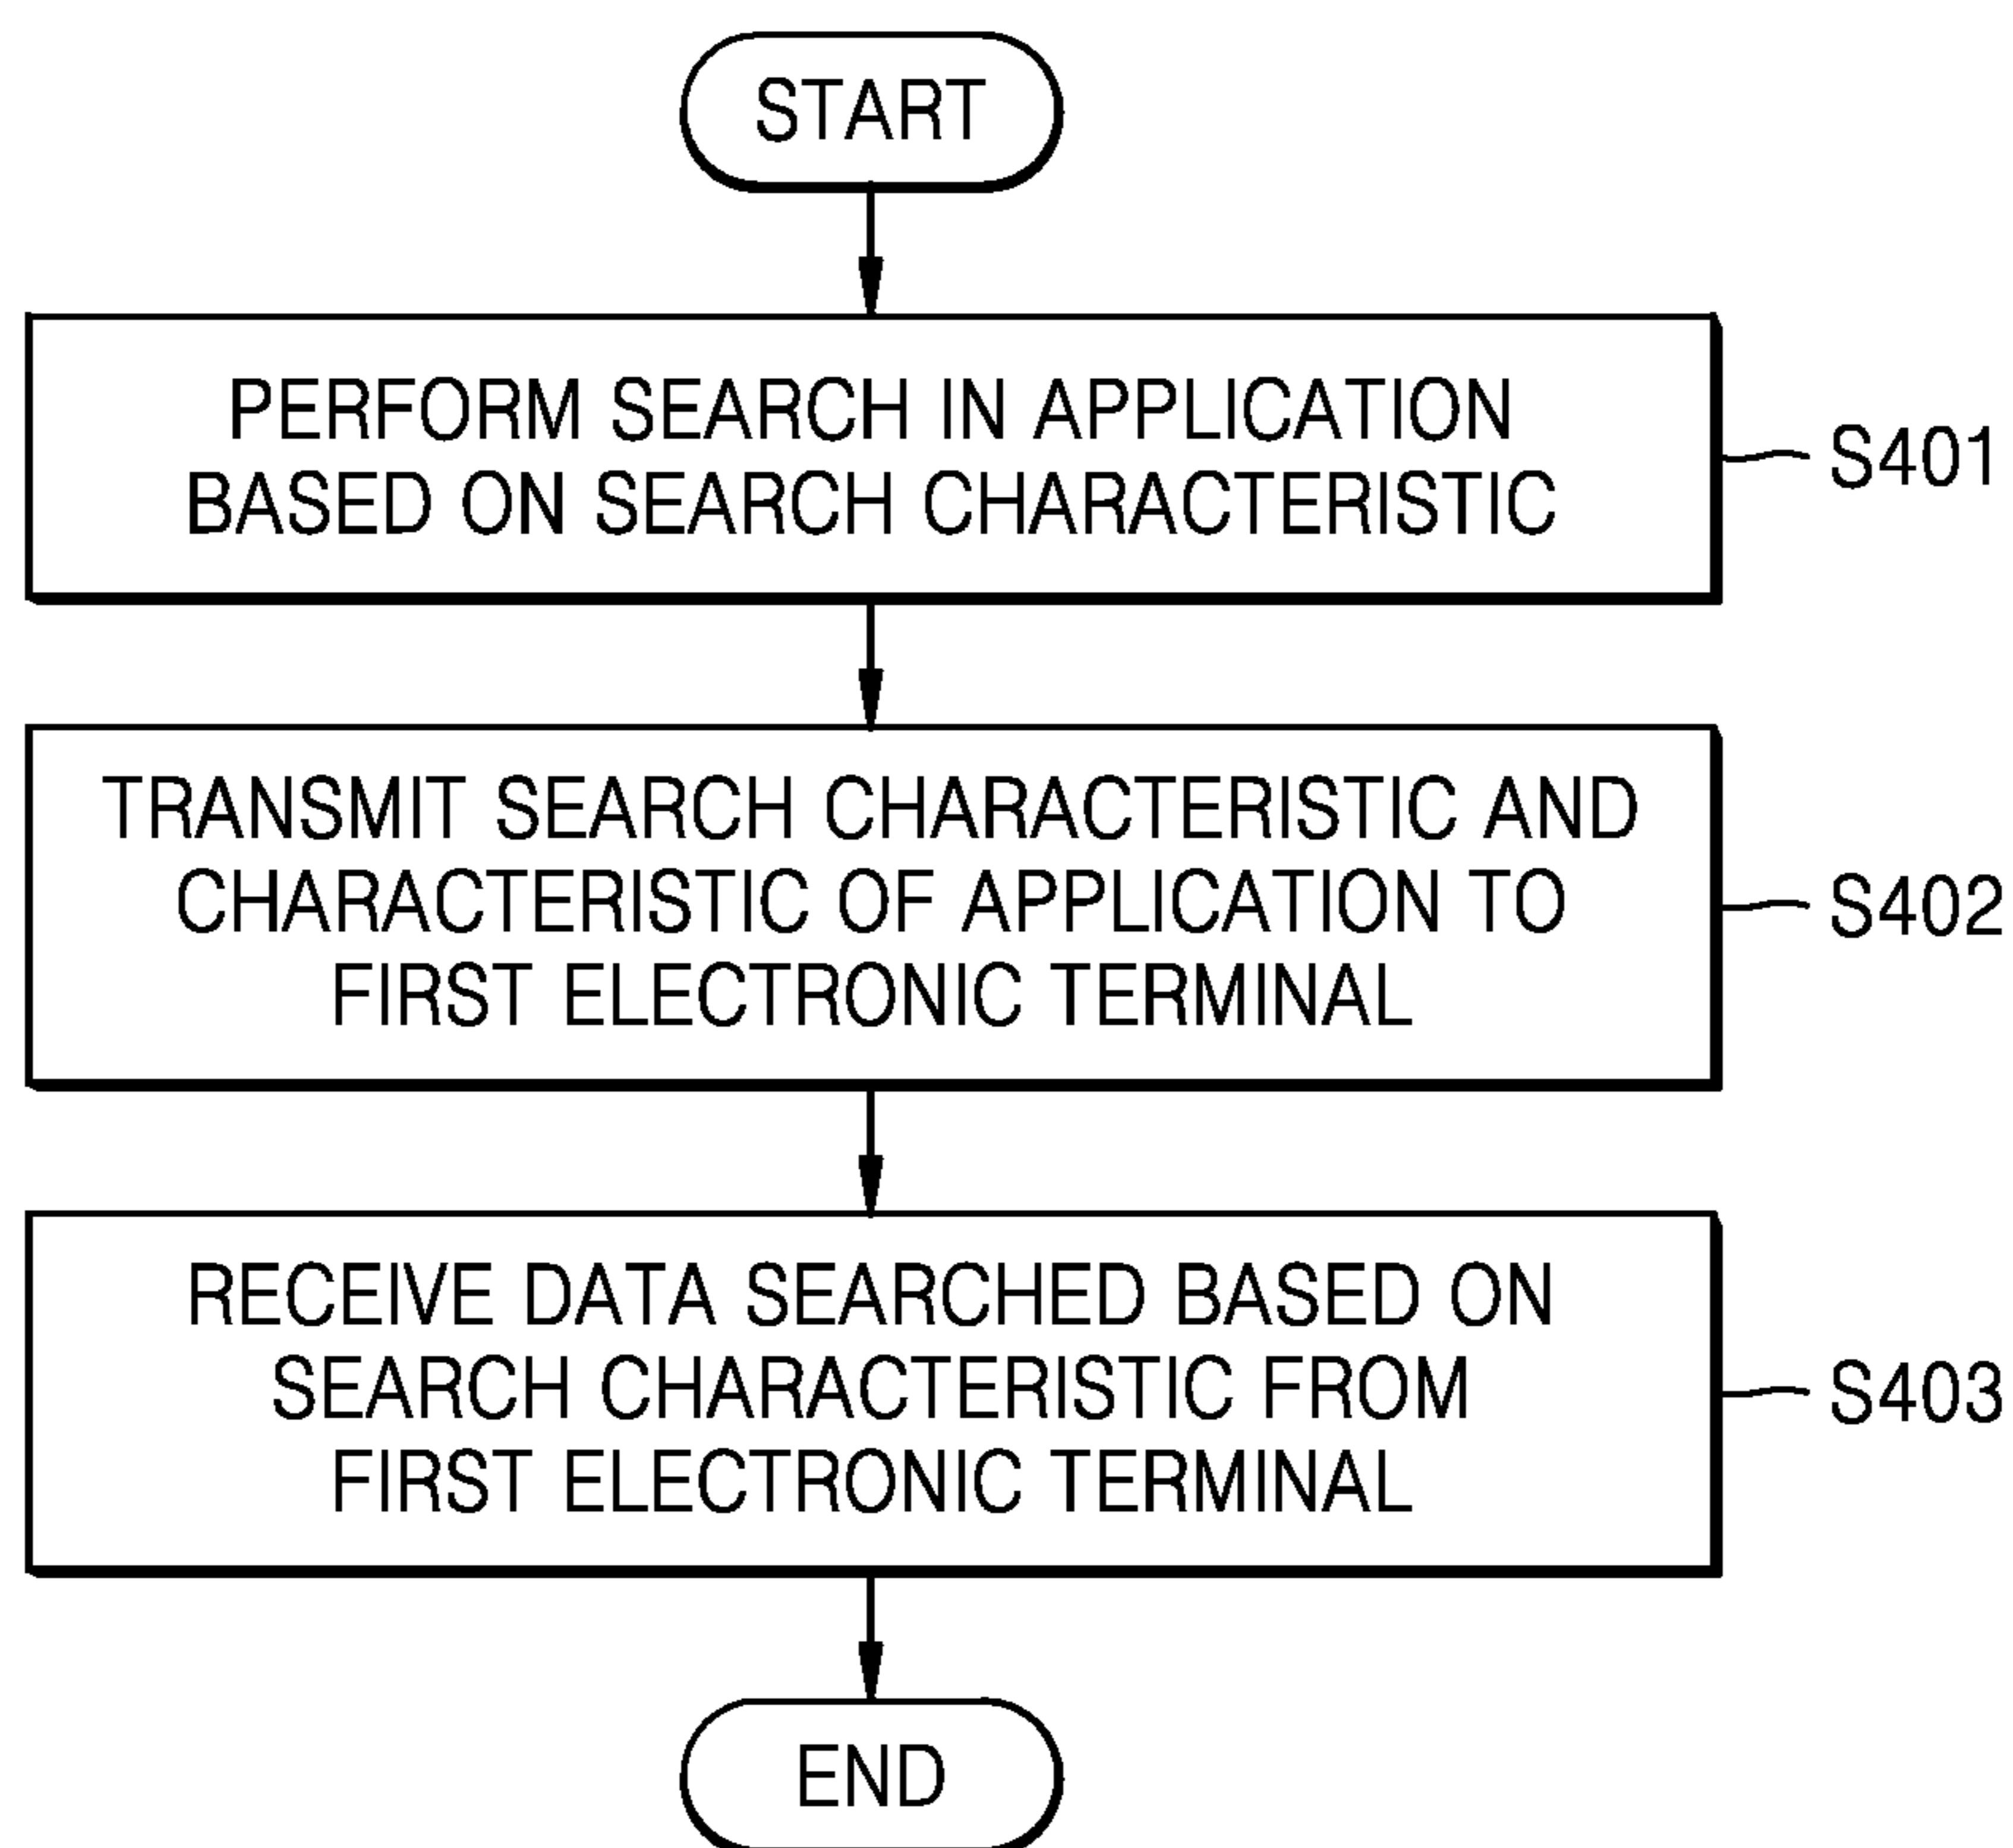 START
PERFORM SEARCH IN APPLICATION
BASED ON SEARCH CHARACTERISTIC
S401
TRANSMIT SEARCH CHARACTERISTIC AND
CHARACTERISTIC OF APPLICATION TO
FIRST ELECTRONIC TERMINAL
S402
RECEIVE DATA SEARCHED BASED ON
SEARCH CHARACTERISTIC FROM
FIRST ELECTRONIC TERMINAL
S403
END